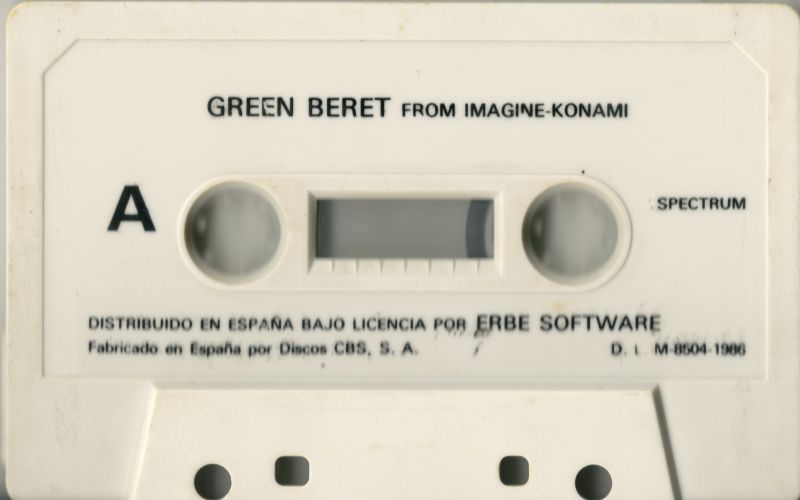 GREEN BERET FROM IMAGINE-KONAMI
A
SPECTRUM
DISTRIBUIDO EN ESPAÑA BAJO LICENCIA POR ERBE SOFTWARE
Fabricado en España por Discos CBS, S. A.
D. L M-8504-1986